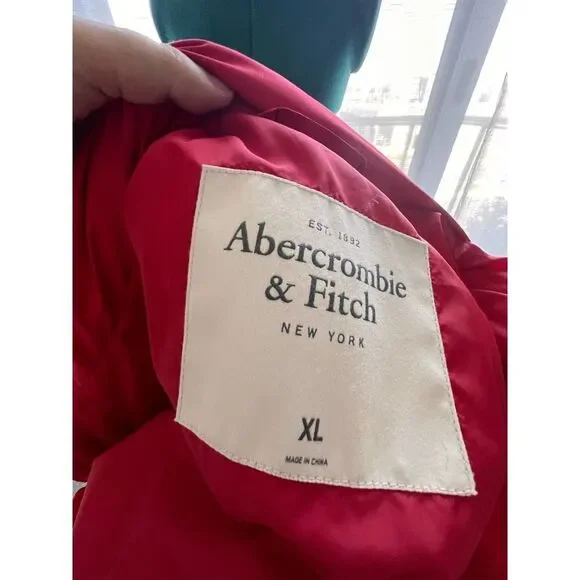 EST. 1892
Abercrombie
& Fitch
NEW YORK
XL
MADE IN CHINA